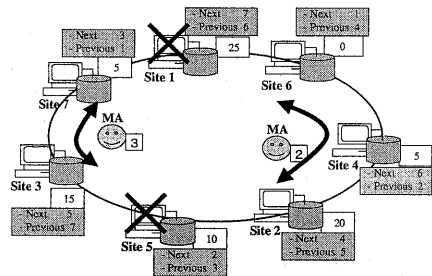 - Next 3
- Previous 1
5
Site 7
- Next 7
- Previous 6
25
Site 1
- Next 1
- Previous 4
0
Site 6
MA
3
MA
2
Site 3
15
- Next 5
- Previous 7
Site 4
5
- Next 6
- Previous 2
Site 5
10
- Next 2
- Previous 3
Site 2
20
- Next 4
- Previous 5